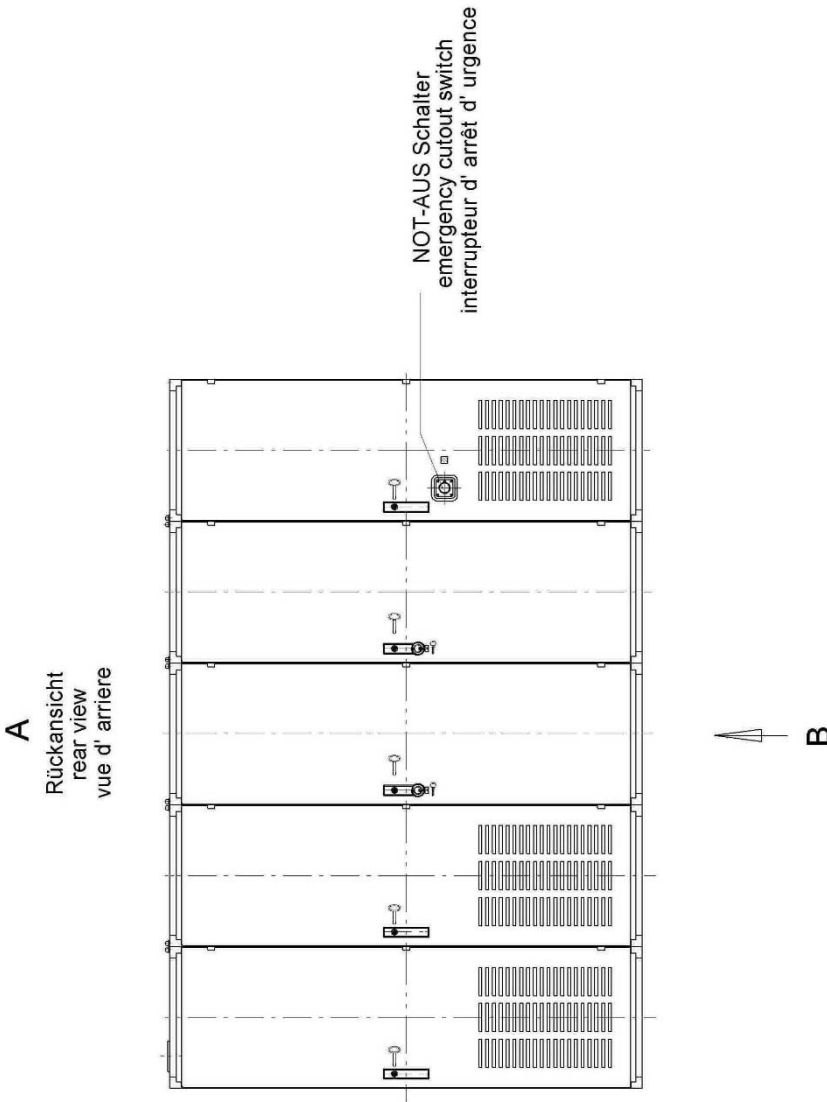 A
Rückansicht
rear view
vue d' arriere
NOT-AUS Schalter
emergency cutout switch
interrupteur d' arrêt d' urgence
B